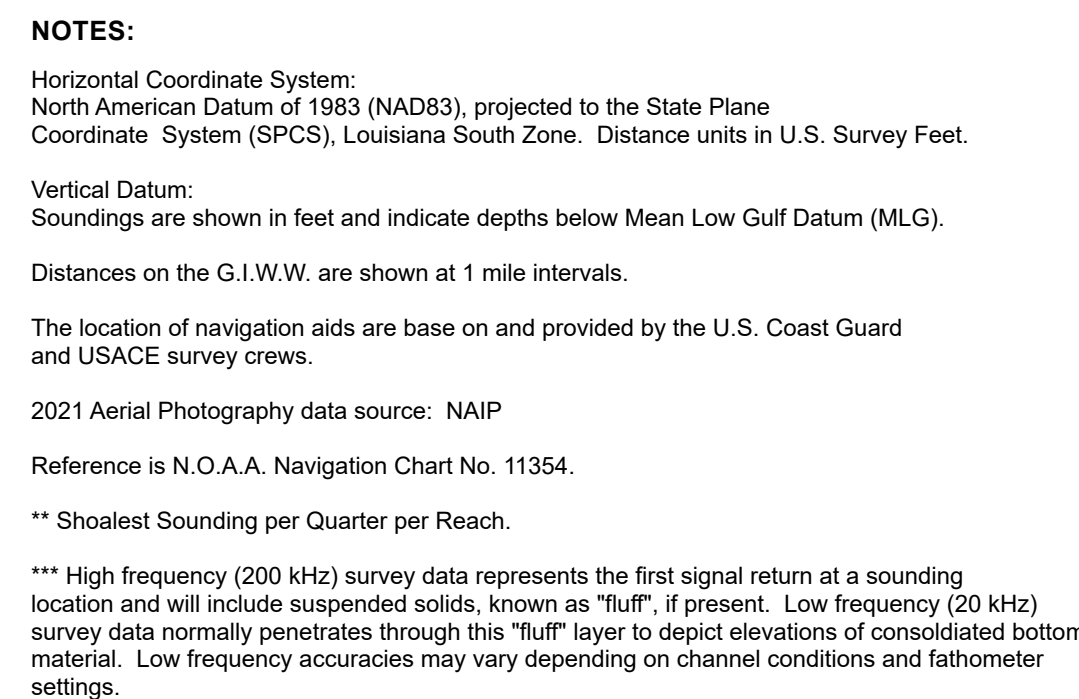 NOTES:
Horizontal Coordinate System:
North American Datum of 1983 (NAD83), projected to the State Plane
Coordinate  System (SPCS), Louisiana South Zone.  Distance units in U.S. Survey Feet.
Vertical Datum:
Soundings are shown in feet and indicate depths below Mean Low Gulf Datum (MLG).
Distances on the G.I.W.W. are shown at 1 mile intervals.
The location of navigation aids are base on and provided by the U.S. Coast Guard
and USACE survey crews.
2021 Aerial Photography data source:  NAIP
Reference is N.O.A.A. Navigation Chart No. 11354.
** Shoalest Sounding per Quarter per Reach.
*** High frequency (200 kHz) survey data represents the first signal return at a sounding
location and will include suspended solids, known as "fluff", if present.  Low frequency (20 kHz)
survey data normally penetrates through this "fluff" layer to depict elevations of consoldiated bottom
material.  Low frequency accuracies may vary depending on channel conditions and fathometer
settings.